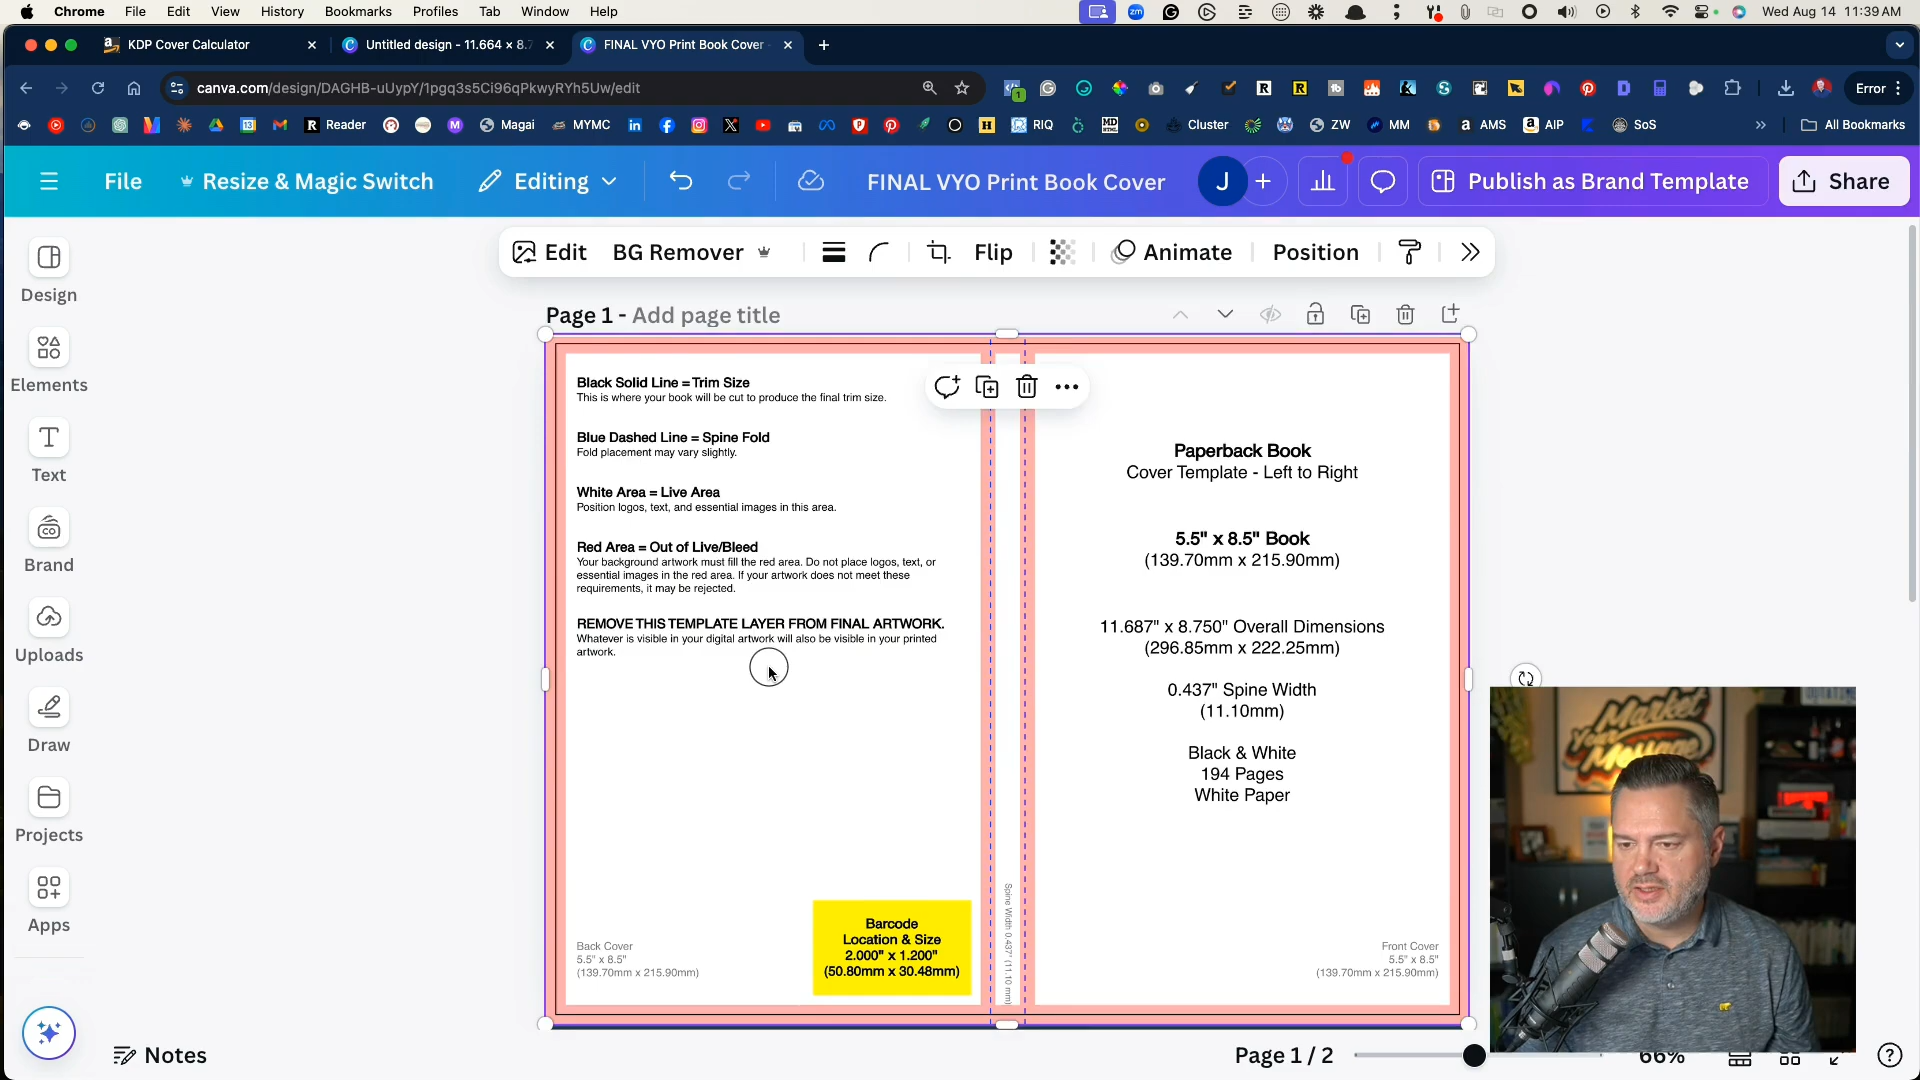 Chrome File Edit View History Bookmarks Profiles Tab Window Help
Wed Aug 14 11:39 AM
KDP Cover Calculator
Untitled design - 11.664 × 8.7
FINAL VYO Print Book Cover
canva.com/design/DAGHB-uUypY/1pgq3s5Ci96qPkwyRYh5Uw/edit
Error
Reader
Magai
MYMC
RIQ
Cluster
ZW
MM
AMS
AIP
SoS
All Bookmarks
File
Resize & Magic Switch
Editing
FINAL VYO Print Book Cover
J
Publish as Brand Template
Share
Edit
BG Remover
Flip
Animate
Position
Design
Elements
Text
Brand
Uploads
Draw
Projects
Apps
Page 1 - Add page title
Black Solid Line = Trim Size
This is where your book will be cut to produce the final trim size.
Blue Dashed Line = Spine Fold
Fold placement may vary slightly.
White Area = Live Area
Position logos, text, and essential images in this area.
Red Area = Out of Live/Bleed
Your background artwork must fill the red area. Do not place logos, text, or
essential images in the red area. If your artwork does not meet these
requirements, it may be rejected.
REMOVE THIS TEMPLATE LAYER FROM FINAL ARTWORK.
Whatever is visible in your digital artwork will also be visible in your printed
artwork.
Back Cover
5.5" x 8.5"
(139.70mm x 215.90mm)
Barcode
Location & Size
2.000" x 1.200"
(50.80mm x 30.48mm)
Spine Width 0.437" (11.10 mm)
Paperback Book
Cover Template - Left to Right
5.5" x 8.5" Book
(139.70mm x 215.90mm)
11.687" x 8.750" Overall Dimensions
(296.85mm x 222.25mm)
0.437" Spine Width
(11.10mm)
Black & White
194 Pages
White Paper
Front Cover
5.5" x 8.5"
(139.70mm x 215.90mm)
Market
Your
Message
Notes
Page 1 / 2
66%